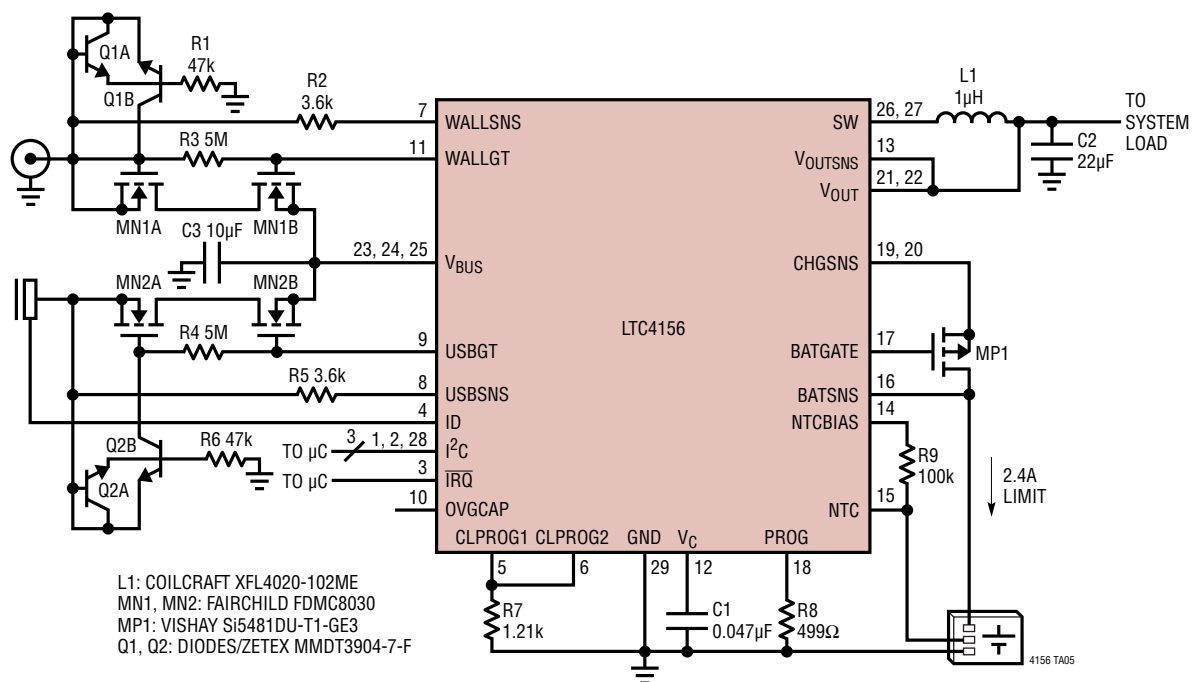 Q1A
Q1B
R1
47k
R2
3.6k
R3 5M
MN1A
MN1B
C3 10µF
MN2A
MN2B
R4 5M
R5 3.6k
Q2B
R6 47k
Q2A
TO µC
3
TO µC
7
11
23, 24, 25
9
8
4
1, 2, 28
3
10
WALLSNS
WALLGT
VBUS
USBGT
USBSNS
ID
I2C
IRQ
OVGCAP
LTC4156
SW
VOUTSNS
VOUT
CHGSNS
BATGATE
BATSNS
NTCBIAS
NTC
CLPROG1
CLPROG2
GND
VC
PROG
26, 27
13
21, 22
19, 20
17
16
14
15
L1
1µH
TO
SYSTEM
LOAD
C2
22µF
MP1
R9
100k
2.4A
LIMIT
5
6
29
12
18
R7
1.21k
C1
0.047µF
R8
499Ω
L1: COILCRAFT XFL4020-102ME
MN1, MN2: FAIRCHILD FDMC8030
MP1: VISHAY Si5481DU-T1-GE3
Q1, Q2: DIODES/ZETEX MMDT3904-7-F
4156 TA05